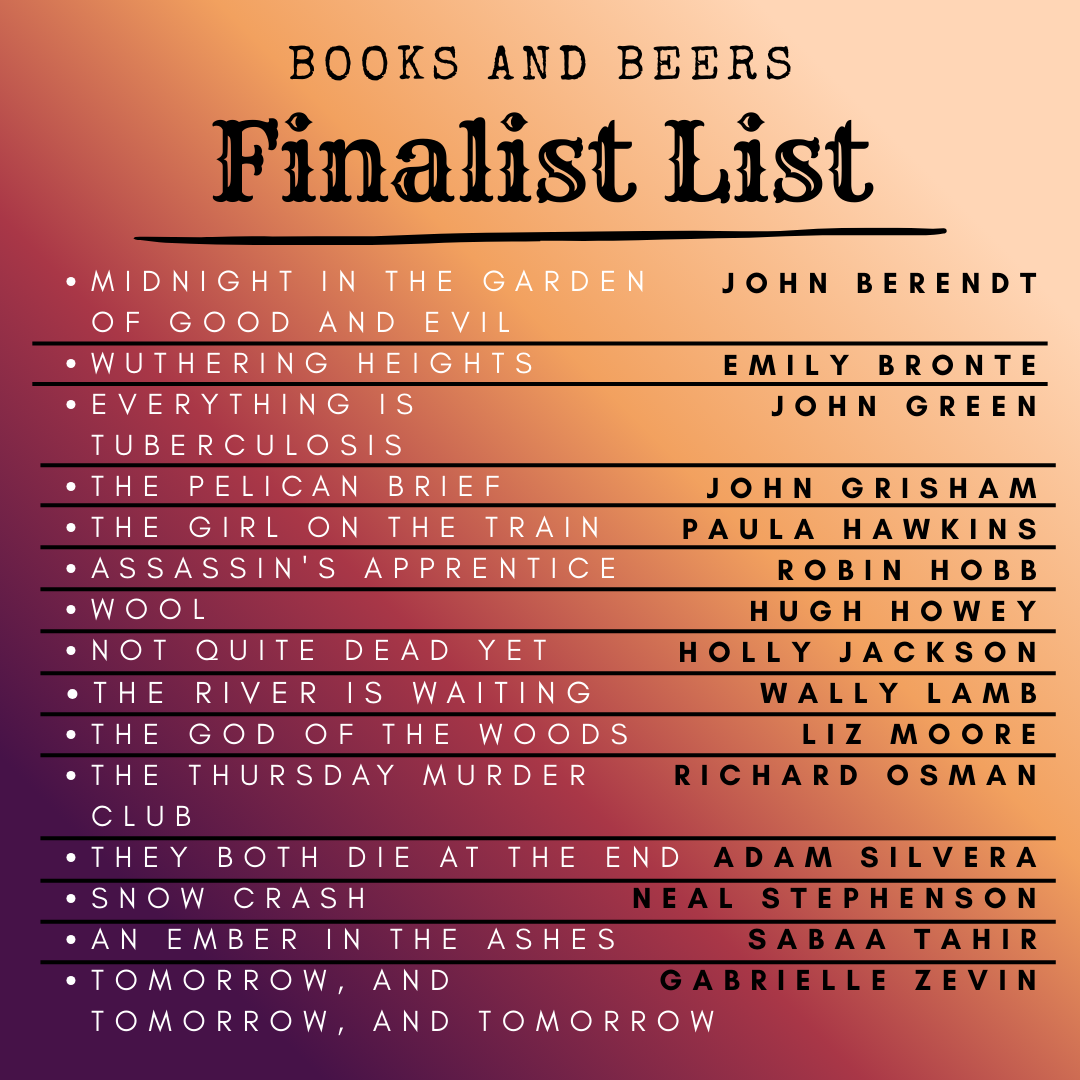 BOOKS AND BEERS
Finalist List
• MIDNIGHT IN THE GARDEN JOHN BERENDT
OF GOOD AND EVIL
• WUTHERING HEIGHTS EMILY BRONTE
• EVERYTHING IS JOHN GREEN
TUBERCULOSIS
• THE PELICAN BRIEF JOHN GRISHAM
• THE GIRL ON THE TRAIN PAULA HAWKINS
• ASSASSIN'S APPRENTICE ROBIN HOBB
• WOOL HUGH HOWEY
• NOT QUITE DEAD YET HOLLY JACKSON
• THE RIVER IS WAITING WALLY LAMB
• THE GOD OF THE WOODS LIZ MOORE
• THE THURSDAY MURDER RICHARD OSMAN
CLUB
• THEY BOTH DIE AT THE END ADAM SILVERA
• SNOW CRASH NEAL STEPHENSON
• AN EMBER IN THE ASHES SABAA TAHIR
• TOMORROW, AND GABRIELLE ZEVIN
TOMORROW, AND TOMORROW